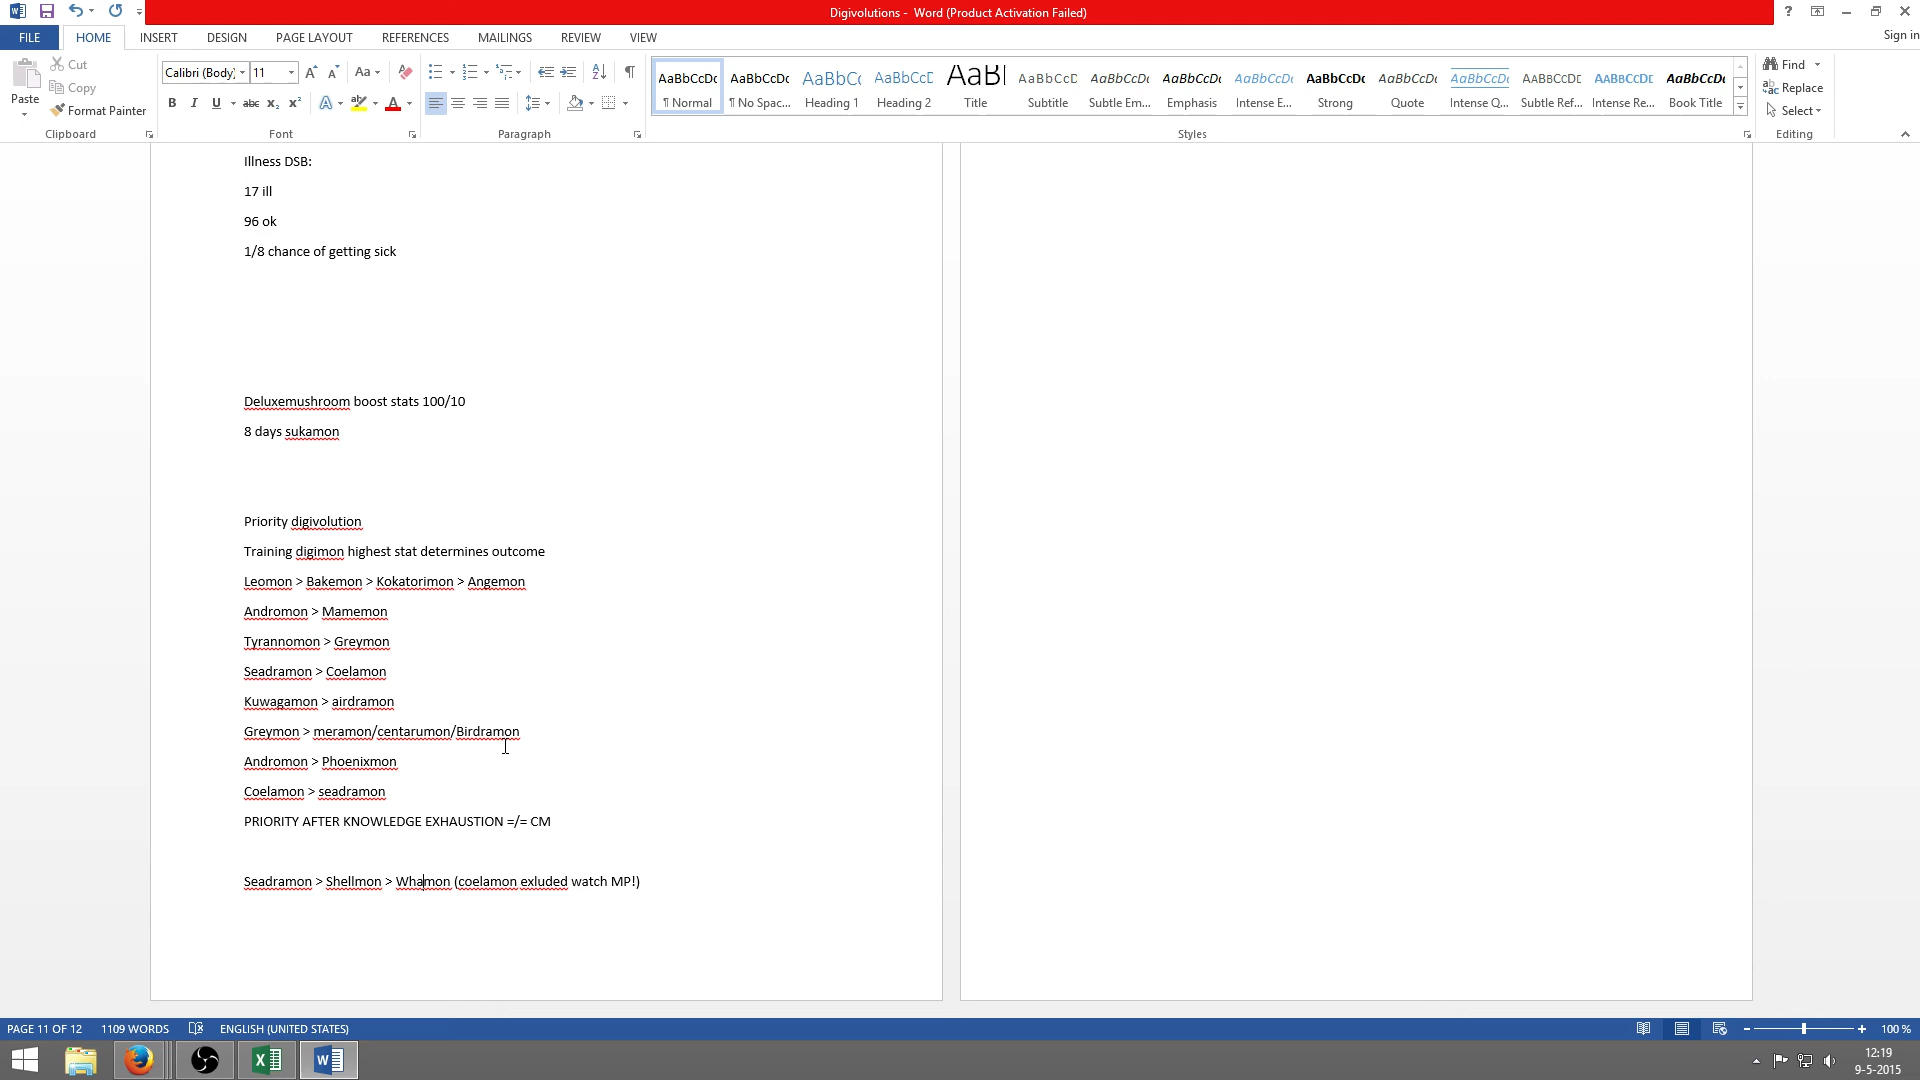 Digivolutions - Word (Product Activation Failed)
?
FILE HOME INSERT DESIGN PAGE LAYOUT REFERENCES MAILINGS REVIEW VIEW Sign in
Paste
Cut
Copy
Format Painter
Clipboard
Calibri (Body) 11
Aa
B I U abc X₂ X²
Font
Paragraph
AaBbCcDc AaBbCcDc AaBbCc AaBbCcD AaB AaBbCcD AaBbCcDc AaBbCcDc AaBbCcDc AaBbCcDc AaBbCcDc AaBbCcDc AABBCCDE AABBCCDE AaBbCcDc
¶ Normal ¶ No Spac... Heading 1 Heading 2 Title Subtitle Subtle Em... Emphasis Intense E... Strong Quote Intense Q... Subtle Ref... Intense Re... Book Title
Styles
Find
Replace
Select
Editing
Illness DSB:
17 ill
96 ok
1/8 chance of getting sick
Deluxemushroom boost stats 100/10
8 days sukamon
Priority digivolution
Training digimon highest stat determines outcome
Leomon > Bakemon > Kokatorimon > Angemon
Andromon > Mamemon
Tyrannomon > Greymon
Seadramon > Coelamon
Kuwagamon > airdramon
Greymon > meramon/centarumon/Birdramon
Andromon > Phoenixmon
Coelamon > seadramon
PRIORITY AFTER KNOWLEDGE EXHAUSTION =/= CM
Seadramon > Shellmon > Whamon (coelamon exluded watch MP!)
PAGE 11 OF 12 1109 WORDS ENGLISH (UNITED STATES) 100 %
12:19
9-5-2015